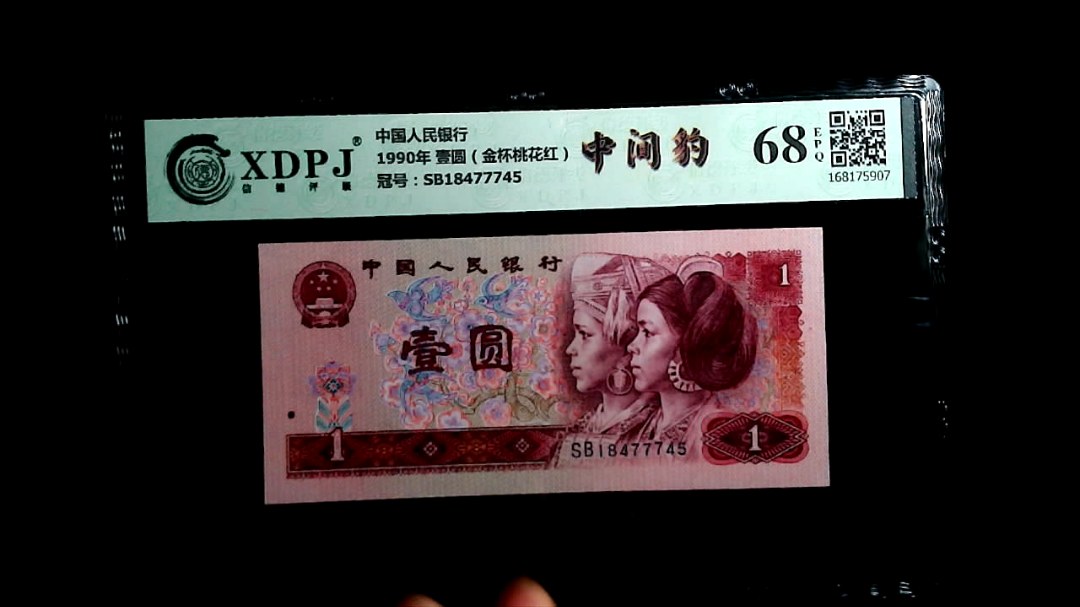 XDPJ®
信德评级
中国人民银行
1990年 壹圆（金杯桃花红）
冠号：SB18477745
中间豹
68
EPQ
168175907
中国人民银行
1
壹圆
1
SB18477745
1